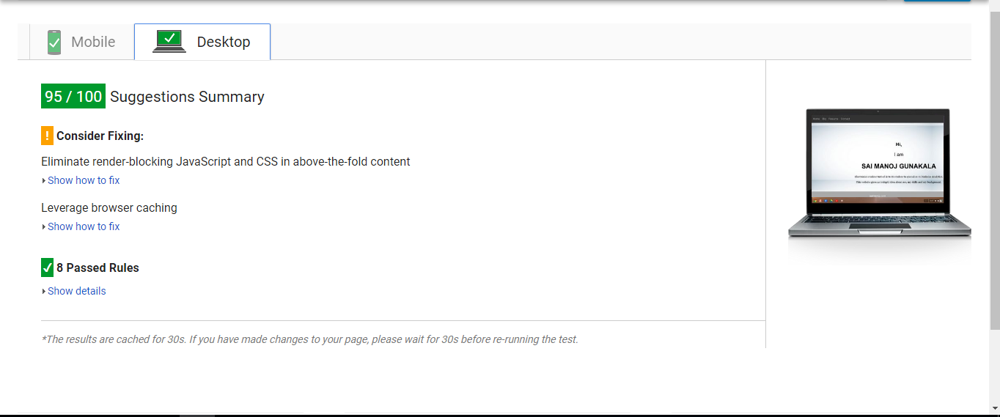 Mobile
Desktop
95 / 100 Suggestions Summary
! Consider Fixing:
Eliminate render-blocking JavaScript and CSS in above-the-fold content
Show how to fix
Leverage browser caching
Show how to fix
8 Passed Rules
Show details
*The results are cached for 30s. If you have made changes to your page, please wait for 30s before re-running the test.
Home Bio Resume Contact
Hi,
I am
SAI MANOJ GUNAKALA